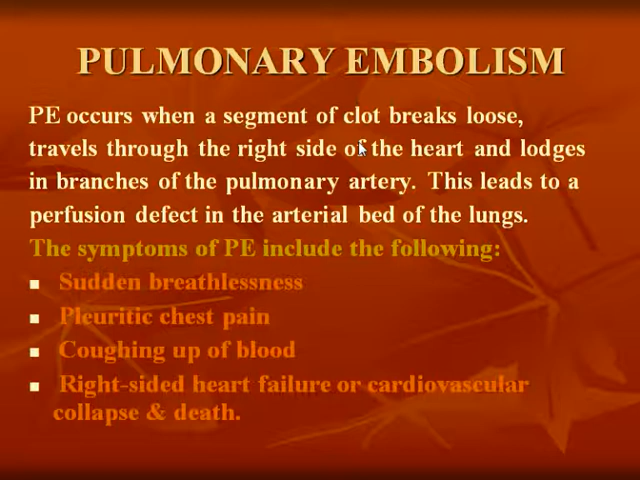 PULMONARY EMBOLISM
PE occurs when a segment of clot breaks loose,
travels through the right side of the heart and lodges
in branches of the pulmonary artery. This leads to a
perfusion defect in the arterial bed of the lungs.
The symptoms of PE include the following:
■ Sudden breathlessness
■ Pleuritic chest pain
■ Coughing up of blood
■ Right-sided heart failure or cardiovascular
collapse & death.